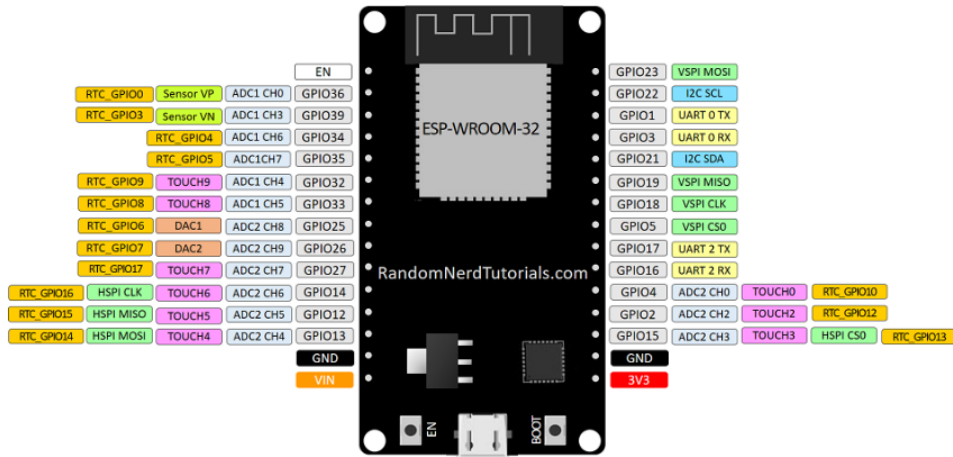 EN GPIO23 VSPI MOSI
RTC_GPIO0 Sensor VP ADC1 CH0 GPIO36 GPIO22 I2C SCL
RTC_GPIO3 Sensor VN ADC1 CH3 GPIO39 GPIO1 UART 0 TX
RTC_GPIO4 ADC1 CH6 GPIO34 ESP-WROOM-32 GPIO3 UART 0 RX
RTC_GPIO5 ADC1CH7 GPIO35 GPIO21 I2C SDA
RTC_GPIO9 TOUCH9 ADC1 CH4 GPIO32 GPIO19 VSPI MISO
RTC_GPIO8 TOUCH8 ADC1 CH5 GPIO33 GPIO18 VSPI CLK
RTC_GPIO6 DAC1 ADC2 CH8 GPIO25 GPIO5 VSPI CS0
RTC_GPIO7 DAC2 ADC2 CH9 GPIO26 GPIO17 UART 2 TX
RTC_GPIO17 TOUCH7 ADC2 CH7 GPIO27 RandomNerdTutorials.com GPIO16 UART 2 RX
RTC_GPIO16 HSPI CLK TOUCH6 ADC2 CH6 GPIO14 GPIO4 ADC2 CH0 TOUCH0 RTC_GPIO10
RTC_GPIO15 HSPI MISO TOUCH5 ADC2 CH5 GPIO12 GPIO2 ADC2 CH2 TOUCH2 RTC_GPIO12
RTC_GPIO14 HSPI MOSI TOUCH4 ADC2 CH4 GPIO13 GPIO15 ADC2 CH3 TOUCH3 HSPI CS0 RTC_GPIO13
GND GND
VIN 3V3
EN BOOT